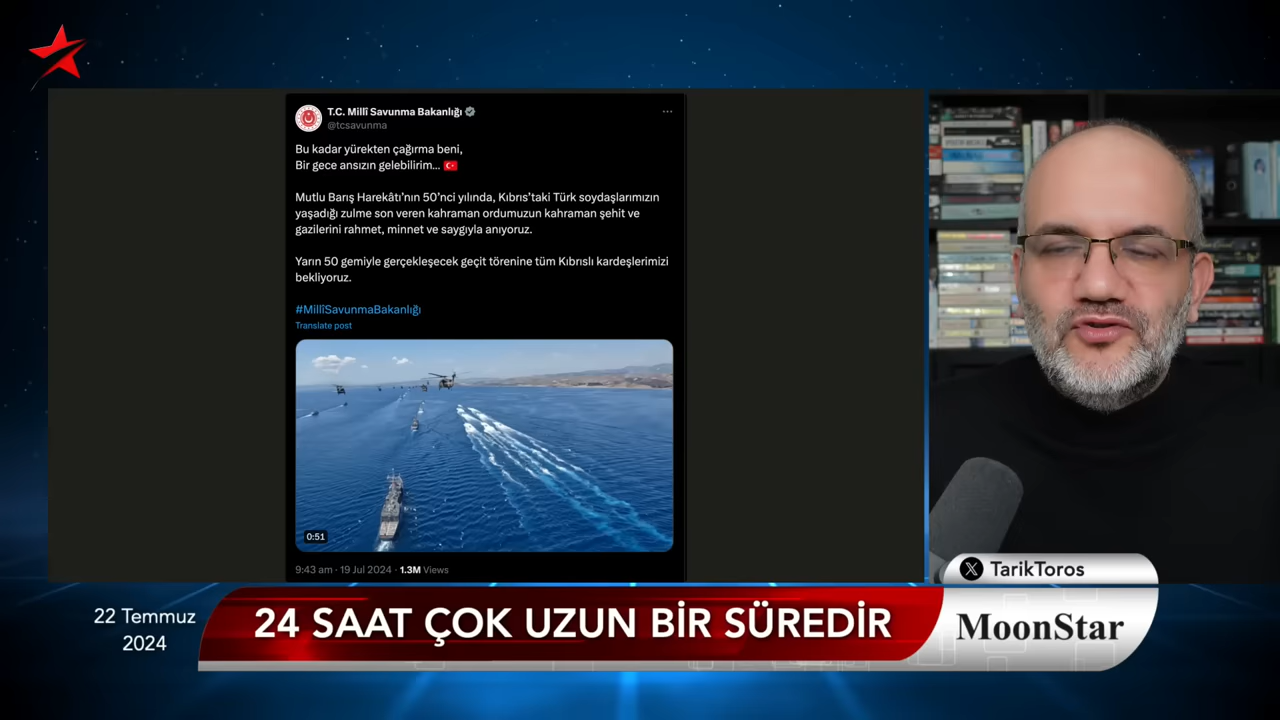 T.C. Millî Savunma Bakanlığı
@tcsavunma
Bu kadar yürekten çağırma beni,
Bir gece ansızın gelebilirim...
Mutlu Barış Harekâtı'nın 50'nci yılında, Kıbrıs'taki Türk soydaşlarımızın
yaşadığı zulme son veren kahraman ordumuzun kahraman şehit ve
gazilerini rahmet, minnet ve saygıyla anıyoruz.
Yarın 50 gemiyle gerçekleşecek geçit törenine tüm Kıbrıslı kardeşlerimizi
bekliyoruz.
#MillîSavunmaBakanlığı
Translate post
0:51
9:43 am · 19 Jul 2024 · 1.3M Views
TarikToros
22 Temmuz
2024
24 SAAT ÇOK UZUN BİR SÜREDİR
MoonStar